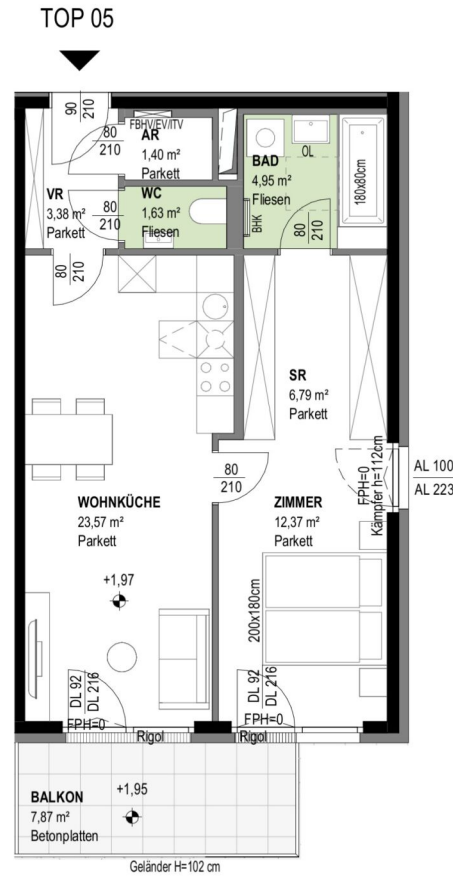 TOP 05
90
210
FBHV/EV/ITV
80
210
AR
1,40 m²
Parkett
OL
BAD
4,95 m²
Fliesen
180x80cm
VR
3,38 m²
Parkett
80
210
WC
1,63 m²
Fliesen
BHK
80
210
80
210
SR
6,79 m²
Parkett
80
210
FPH=0
Kämpfer h=112cm
AL 100
AL 223
WOHNKÜCHE
23,57 m²
Parkett
ZIMMER
12,37 m²
Parkett
+1,97
200x180cm
DL 92
DL 216
FPH=0
Rigol
DL 92
DL 216
FPH=0
Rigol
BALKON
7,87 m²
Betonplatten
+1,95
Geländer H=102 cm